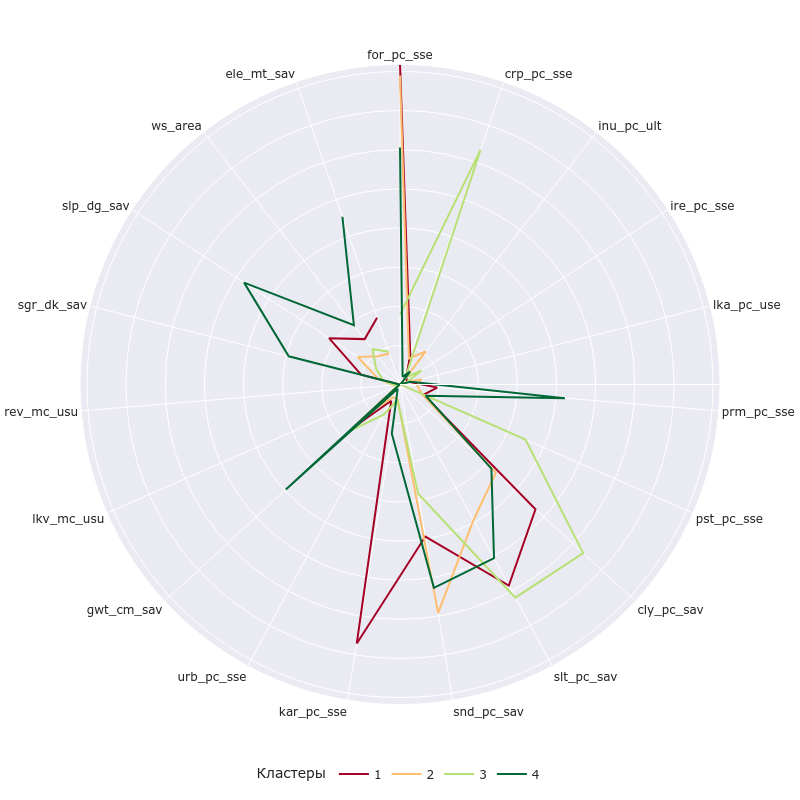 for_pc_sse
crp_pc_sse
inu_pc_ult
ire_pc_sse
lka_pc_use
prm_pc_sse
pst_pc_sse
cly_pc_sav
slt_pc_sav
snd_pc_sav
kar_pc_sse
urb_pc_sse
gwt_cm_sav
lkv_mc_usu
rev_mc_usu
sgr_dk_sav
slp_dg_sav
ws_area
ele_mt_sav
Кластеры 1 2 3 4